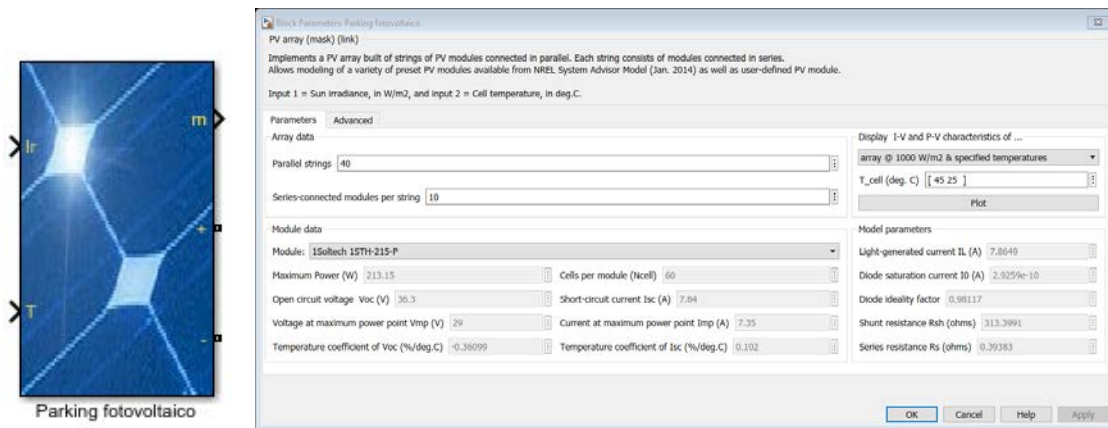 Ir
m
+
T
-
Parking fotovoltaico
Block Parameters: Parking fotovoltaico
PV array (mask) (link)
Implements a PV array built of strings of PV modules connected in parallel. Each string consists of modules connected in series.
Allows modeling of a variety of preset PV modules available from NREL System Advisor Model (Jan. 2014) as well as user-defined PV module.
Input 1 = Sun irradiance, in W/m2, and input 2 = Cell temperature, in deg.C.
Parameters Advanced
Array data
Parallel strings 40
Series-connected modules per string 10
Display I-V and P-V characteristics of ...
array @ 1000 W/m2 & specified temperatures
T_cell (deg. C) [ 45 25 ]
Plot
Module data
Module: 1Soltech 1STH-215-P
Maximum Power (W) 213.15 Cells per module (Ncell) 60
Open circuit voltage Voc (V) 36.3 Short-circuit current Isc (A) 7.84
Voltage at maximum power point Vmp (V) 29 Current at maximum power point Imp (A) 7.35
Temperature coefficient of Voc (%/deg.C) -0.36099 Temperature coefficient of Isc (%/deg.C) 0.102
Model parameters
Light-generated current IL (A) 7.8649
Diode saturation current I0 (A) 2.9259e-10
Diode ideality factor 0.98117
Shunt resistance Rsh (ohms) 313.3991
Series resistance Rs (ohms) 0.39383
OK Cancel Help Apply